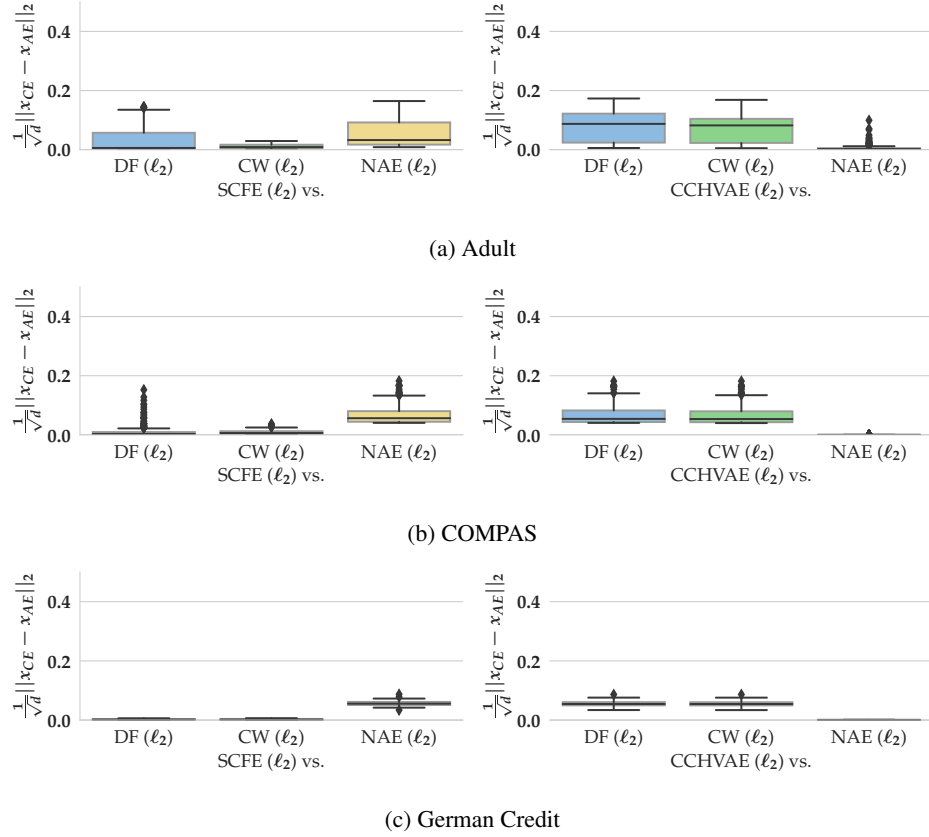 0.4
0.2
0.0
1/√d ||x_CE − x_AE||_2
DF (ℓ₂) CW (ℓ₂) NAE (ℓ₂)
SCFE (ℓ₂) vs.
0.4
0.2
0.0
1/√d ||x_CE − x_AE||_2
DF (ℓ₂) CW (ℓ₂) NAE (ℓ₂)
CCHVAE (ℓ₂) vs.
(a) Adult
0.4
0.2
0.0
1/√d ||x_CE − x_AE||_2
DF (ℓ₂) CW (ℓ₂) NAE (ℓ₂)
SCFE (ℓ₂) vs.
0.4
0.2
0.0
1/√d ||x_CE − x_AE||_2
DF (ℓ₂) CW (ℓ₂) NAE (ℓ₂)
CCHVAE (ℓ₂) vs.
(b) COMPAS
0.4
0.2
0.0
1/√d ||x_CE − x_AE||_2
DF (ℓ₂) CW (ℓ₂) NAE (ℓ₂)
SCFE (ℓ₂) vs.
0.4
0.2
0.0
1/√d ||x_CE − x_AE||_2
DF (ℓ₂) CW (ℓ₂) NAE (ℓ₂)
CCHVAE (ℓ₂) vs.
(c) German Credit